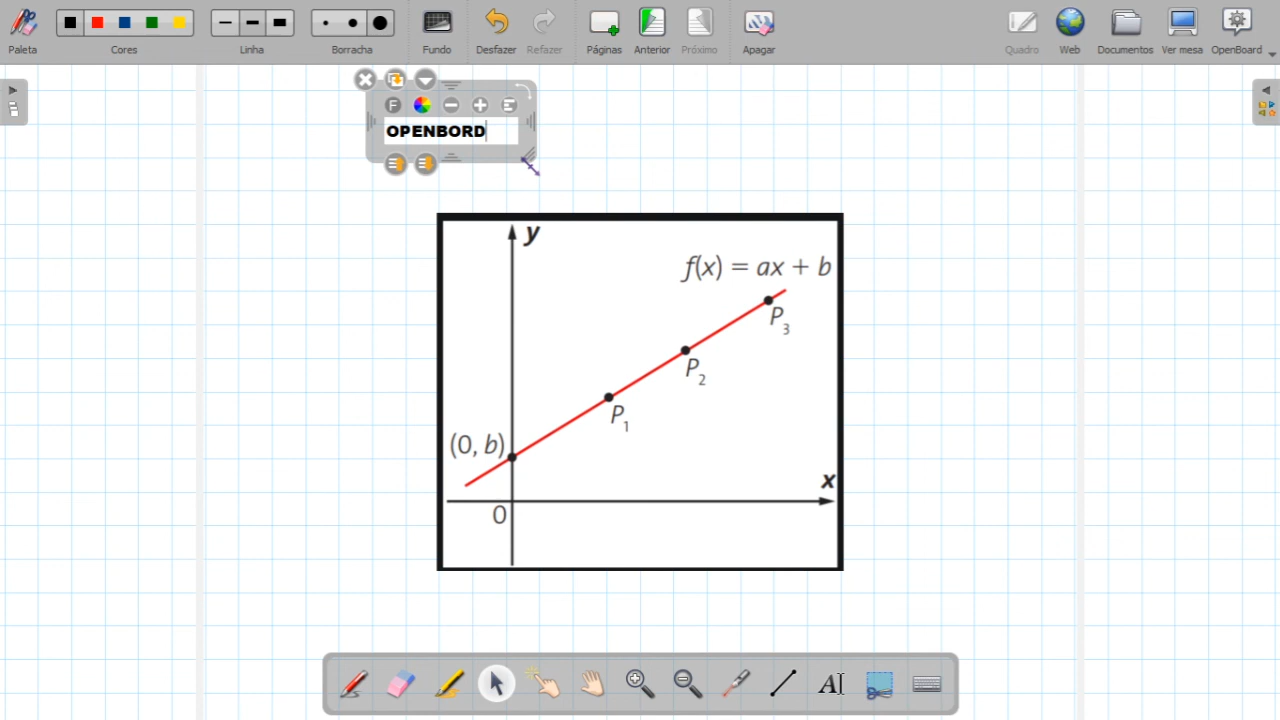 Paleta Cores Linha Borracha Fundo Desfazer Refazer Páginas Anterior Próximo Apagar Quadro Web Documentos Ver mesa OpenBoard
F
OPENBORD
y
f(x) = ax + b
P3
P2
P1
(0, b)
x
0
AI